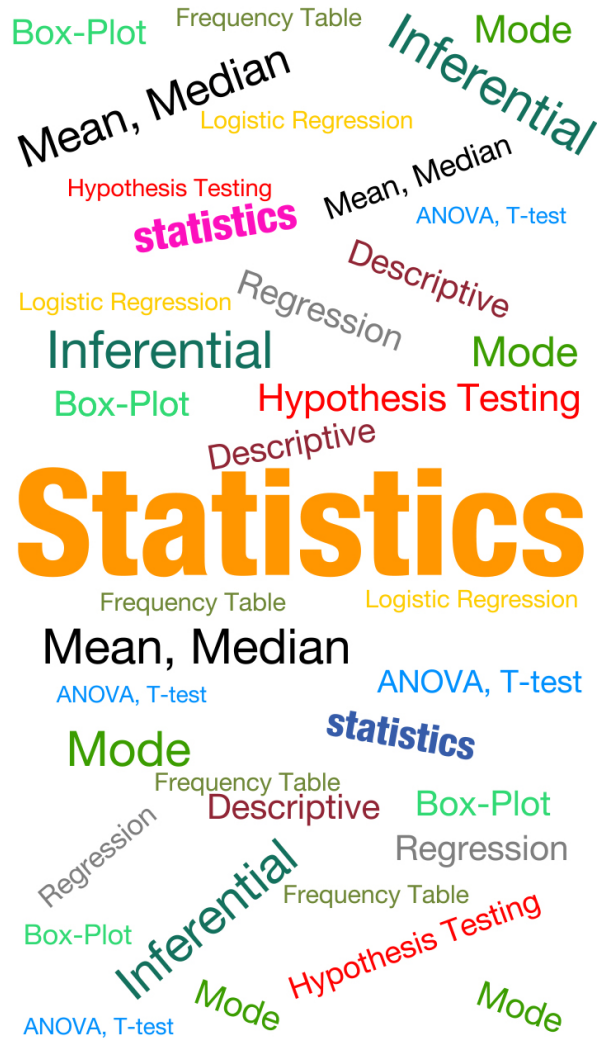 Frequency Table
Box-Plot
Mode
Inferential
Mean, Median
Logistic Regression
Mean, Median
Hypothesis Testing
statistics
ANOVA, T-test
Descriptive
Logistic Regression
Regression
Inferential
Mode
Box-Plot
Hypothesis Testing
Descriptive
Statistics
Frequency Table
Logistic Regression
Mean, Median
ANOVA, T-test
ANOVA, T-test
statistics
Mode
Frequency Table
Descriptive
Box-Plot
Regression
Regression
Inferential
Frequency Table
Box-Plot
Hypothesis Testing
Mode
Mode
ANOVA, T-test